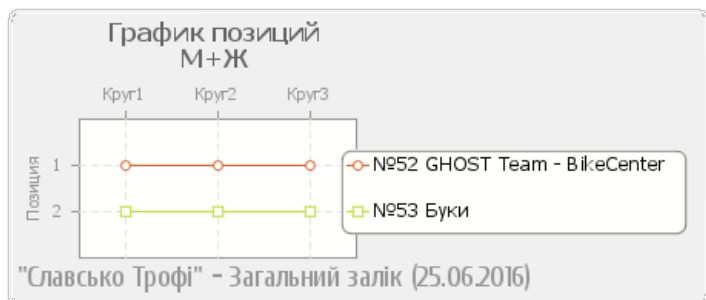 График позиций
М+Ж
Круг1 Круг2 Круг3
Позиция
1
2
№52 GHOST Team - BikeCenter
№53 Буки
"Славсько Трофі" - Загальний залік (25.06.2016)